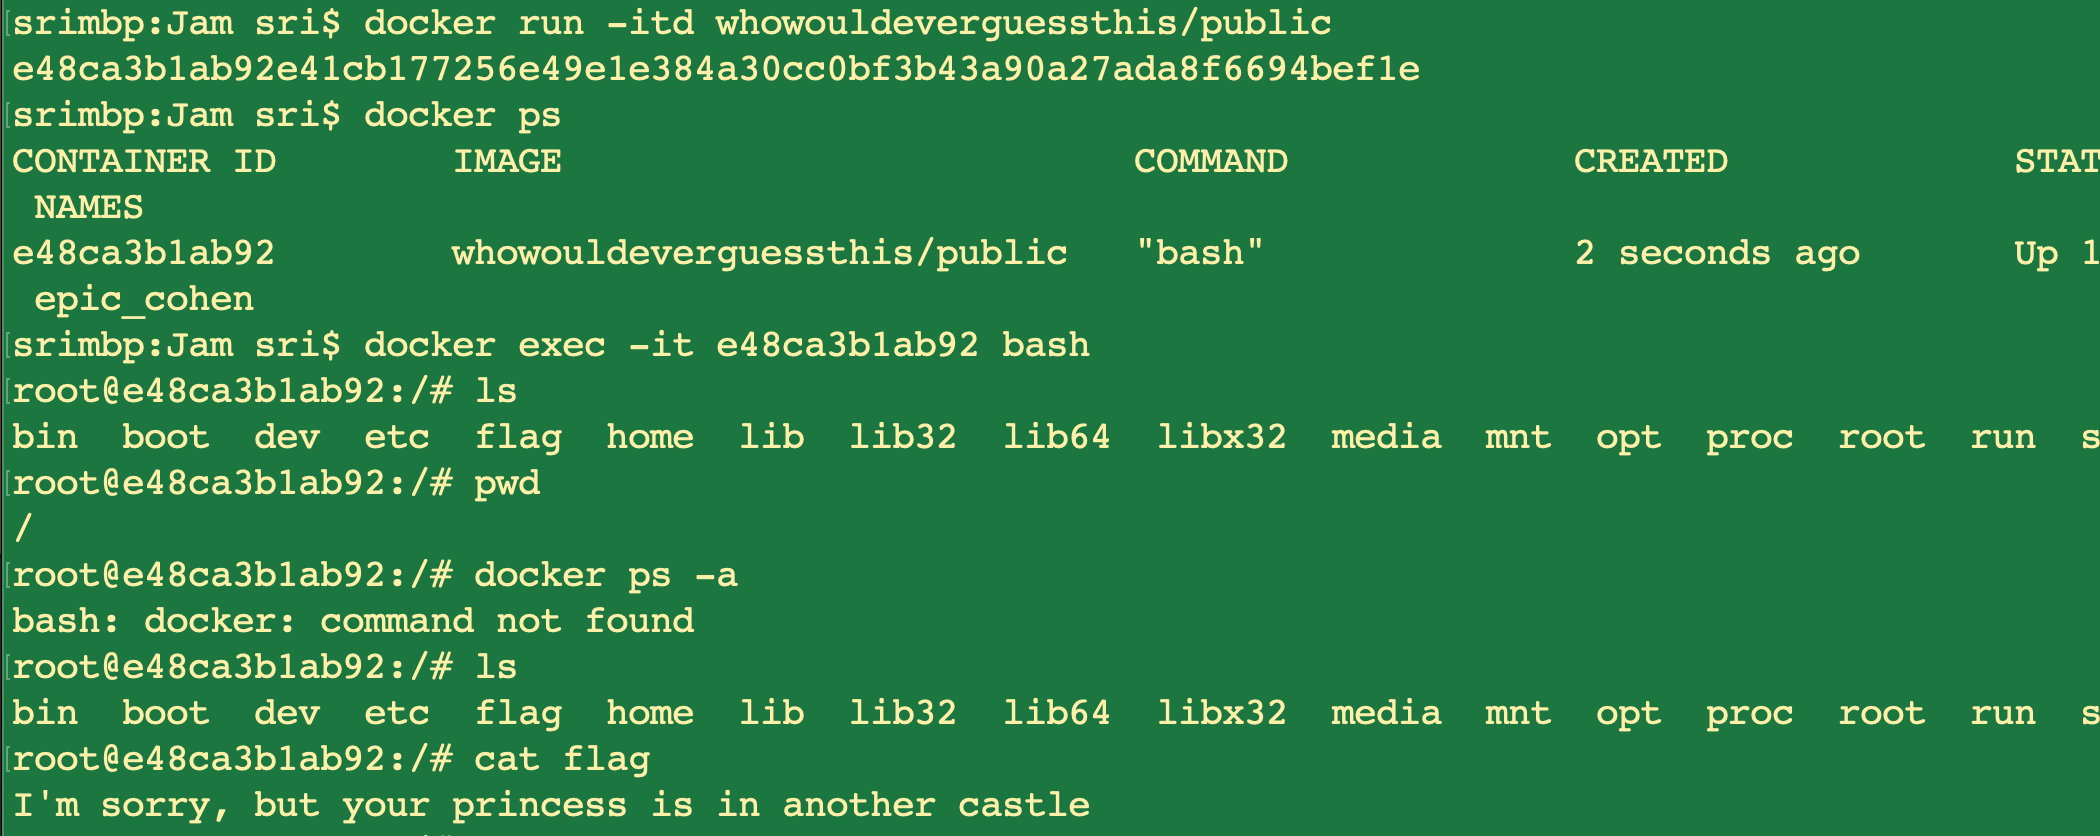 srimbp:Jam sri$ docker run -itd whowouldeverguessthis/public
e48ca3b1ab92e41cb177256e49e1e384a30cc0bf3b43a90a27ada8f6694bef1e
srimbp:Jam sri$ docker ps
CONTAINER ID        IMAGE                          COMMAND             CREATED             STAT
 NAMES
e48ca3b1ab92        whowouldeverguessthis/public   "bash"              2 seconds ago       Up 1
 epic_cohen
srimbp:Jam sri$ docker exec -it e48ca3b1ab92 bash
root@e48ca3b1ab92:/# ls
bin  boot  dev  etc  flag  home  lib  lib32  lib64  libx32  media  mnt  opt  proc  root  run  s
root@e48ca3b1ab92:/# pwd
/
root@e48ca3b1ab92:/# docker ps -a
bash: docker: command not found
root@e48ca3b1ab92:/# ls
bin  boot  dev  etc  flag  home  lib  lib32  lib64  libx32  media  mnt  opt  proc  root  run  s
root@e48ca3b1ab92:/# cat flag
I'm sorry, but your princess is in another castle